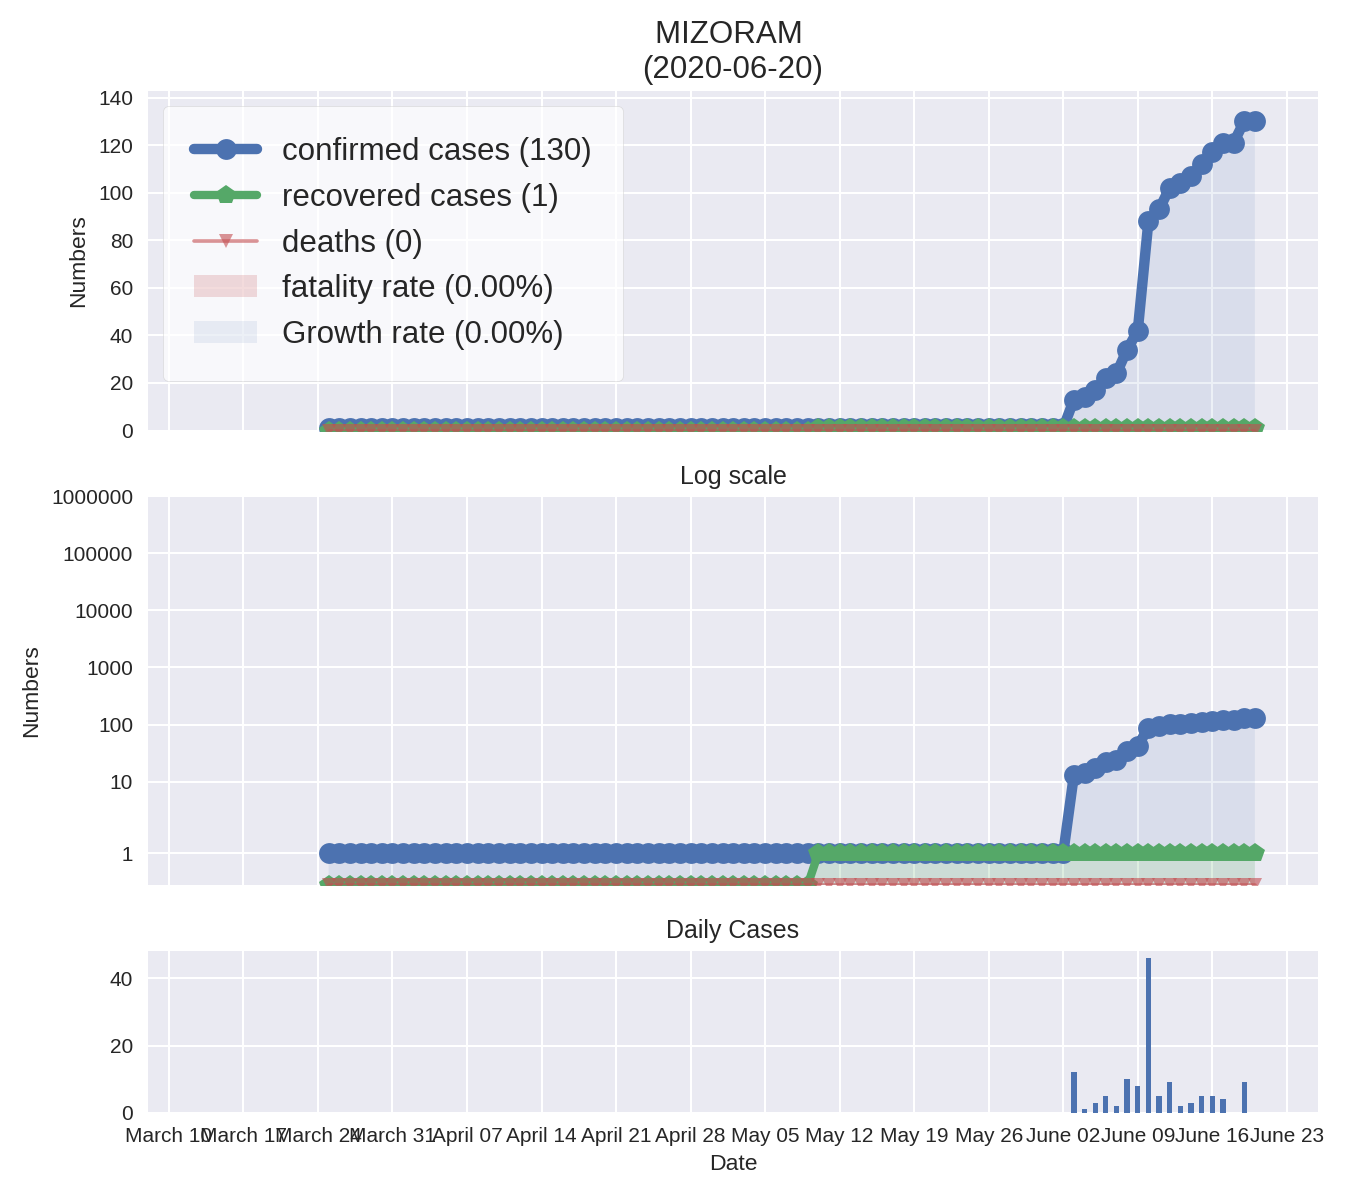 MIZORAM
(2020-06-20)
140
120
100
80
60
40
20
0
Numbers
confirmed cases (130)
recovered cases (1)
deaths (0)
fatality rate (0.00%)
Growth rate (0.00%)
Log scale
1000000
100000
10000
1000
100
10
1
Numbers
Daily Cases
40
20
0
March 10 March 17 March 24 March 31 April 07 April 14 April 21 April 28 May 05 May 12 May 19 May 26 June 02 June 09 June 16 June 23
Date